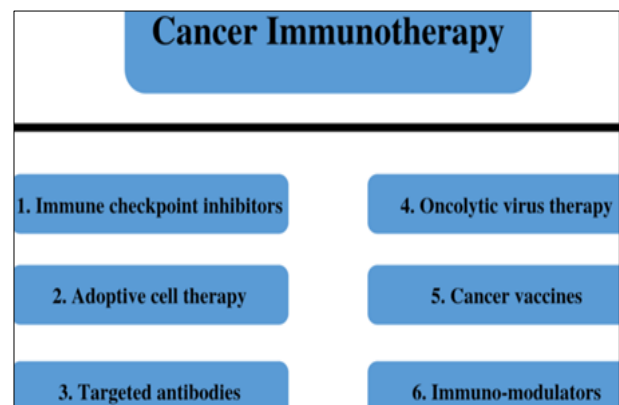 Cancer Immunotherapy
1. Immune checkpoint inhibitors
2. Adoptive cell therapy
3. Targeted antibodies
4. Oncolytic virus therapy
5. Cancer vaccines
6. Immuno-modulators